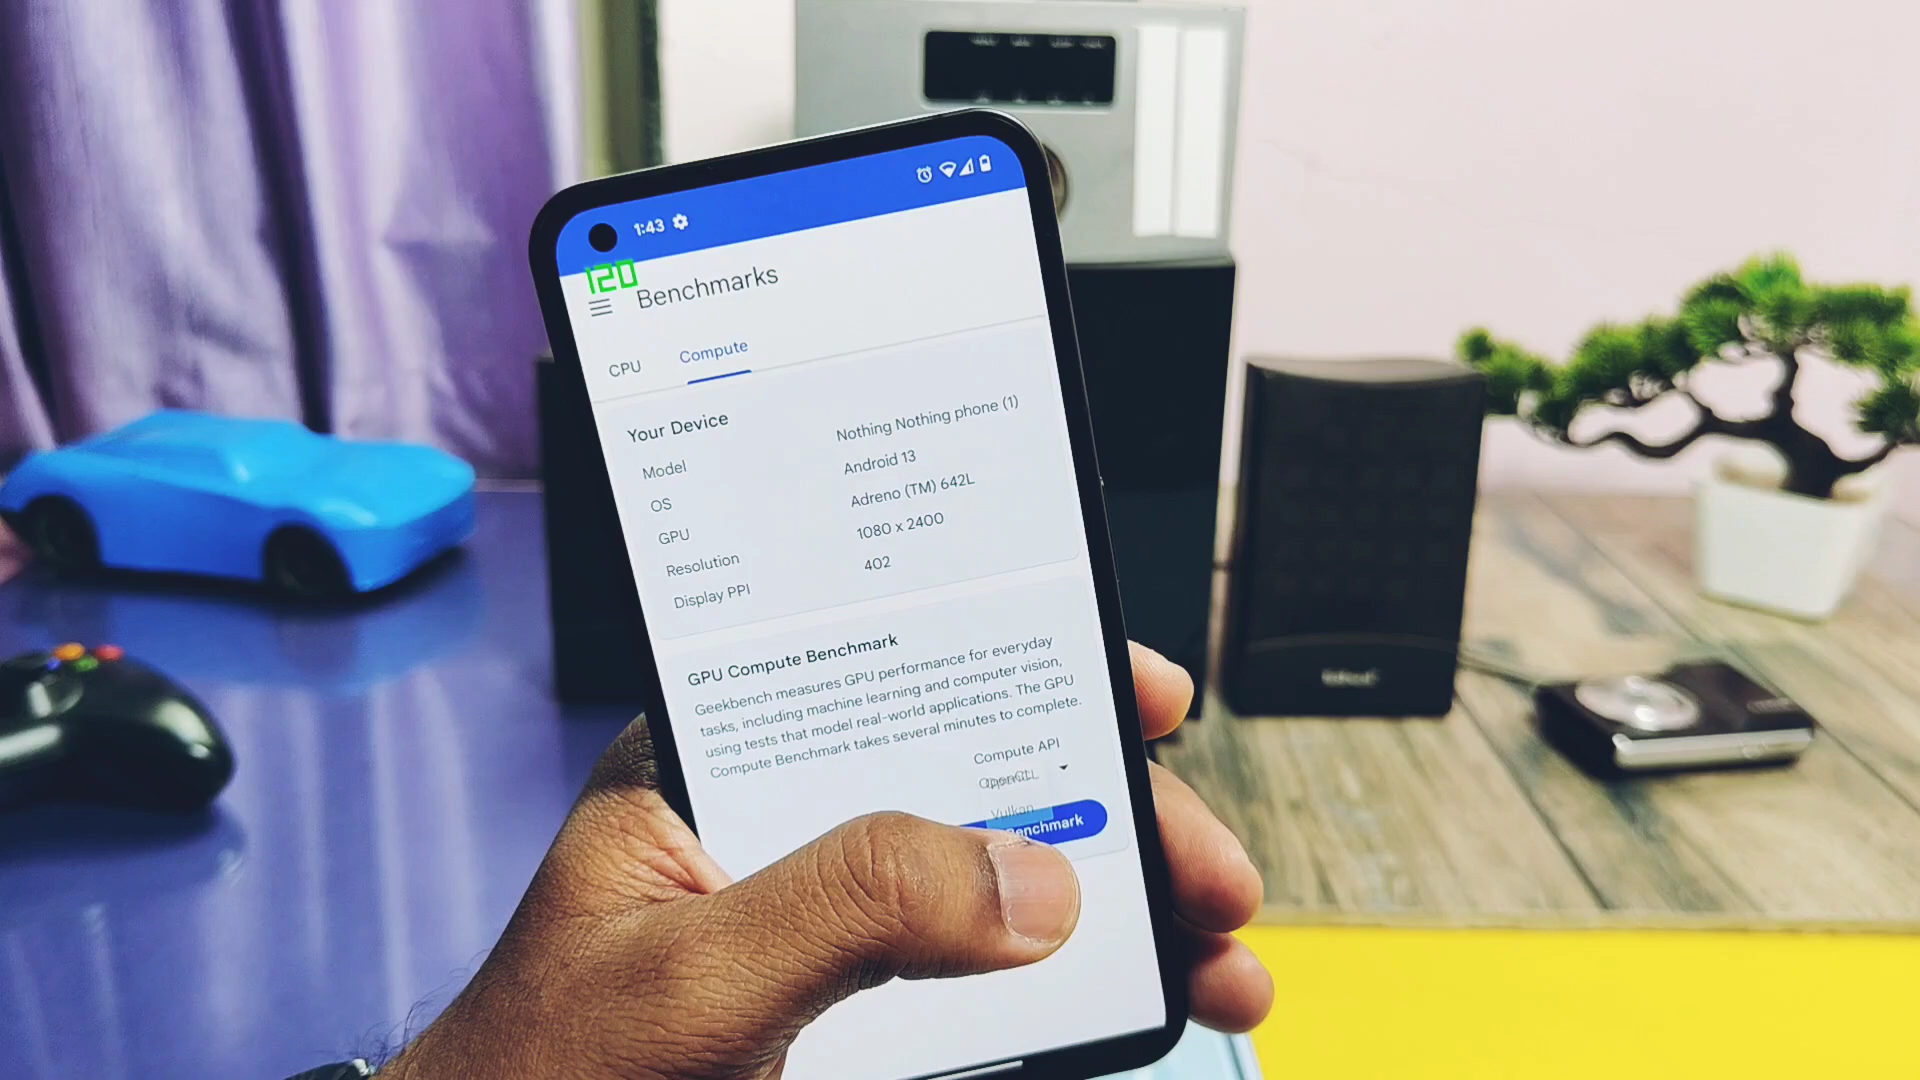 1:43
120
Benchmarks
CPU Compute
Your Device
Model Nothing Nothing phone (1)
OS Android 13
GPU Adreno (TM) 642L
Resolution 1080 x 2400
Display PPI 402
GPU Compute Benchmark
Geekbench measures GPU performance for everyday
tasks, including machine learning and computer vision,
using tests that model real-world applications. The GPU
Compute Benchmark takes several minutes to complete.
Compute API
Vulkan
Benchmark